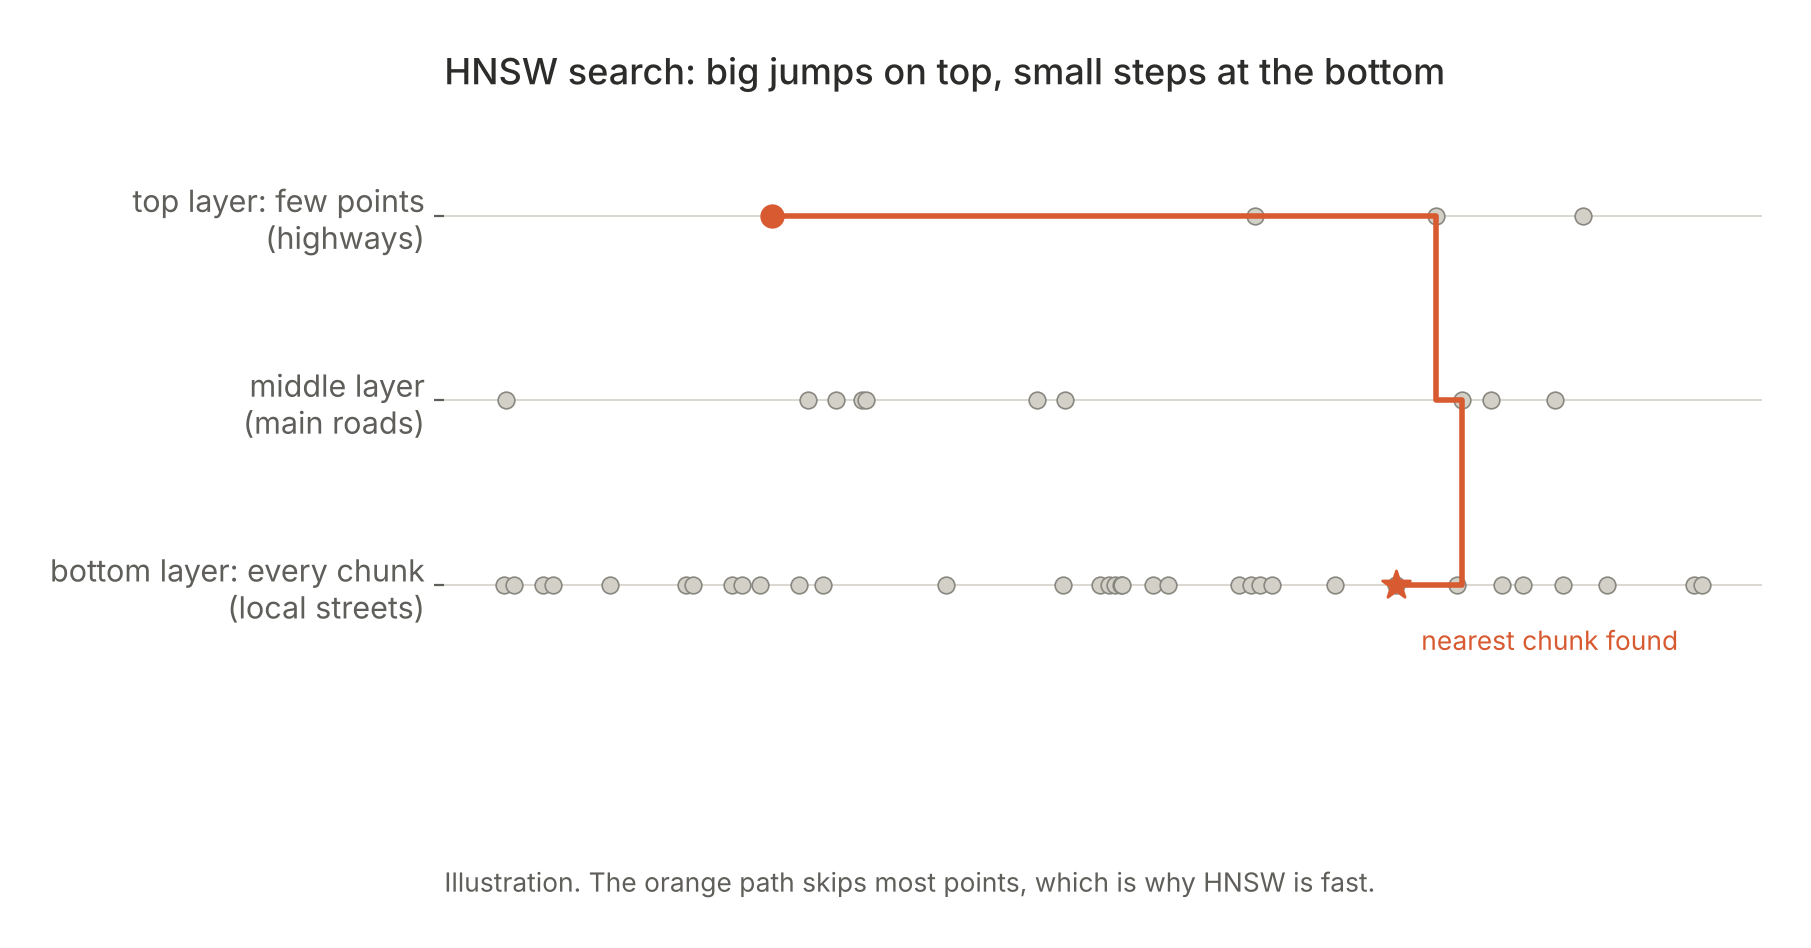 HNSW search: big jumps on top, small steps at the bottom
top layer: few points
(highways)
middle layer
(main roads)
bottom layer: every chunk
(local streets)
nearest chunk found
Illustration. The orange path skips most points, which is why HNSW is fast.